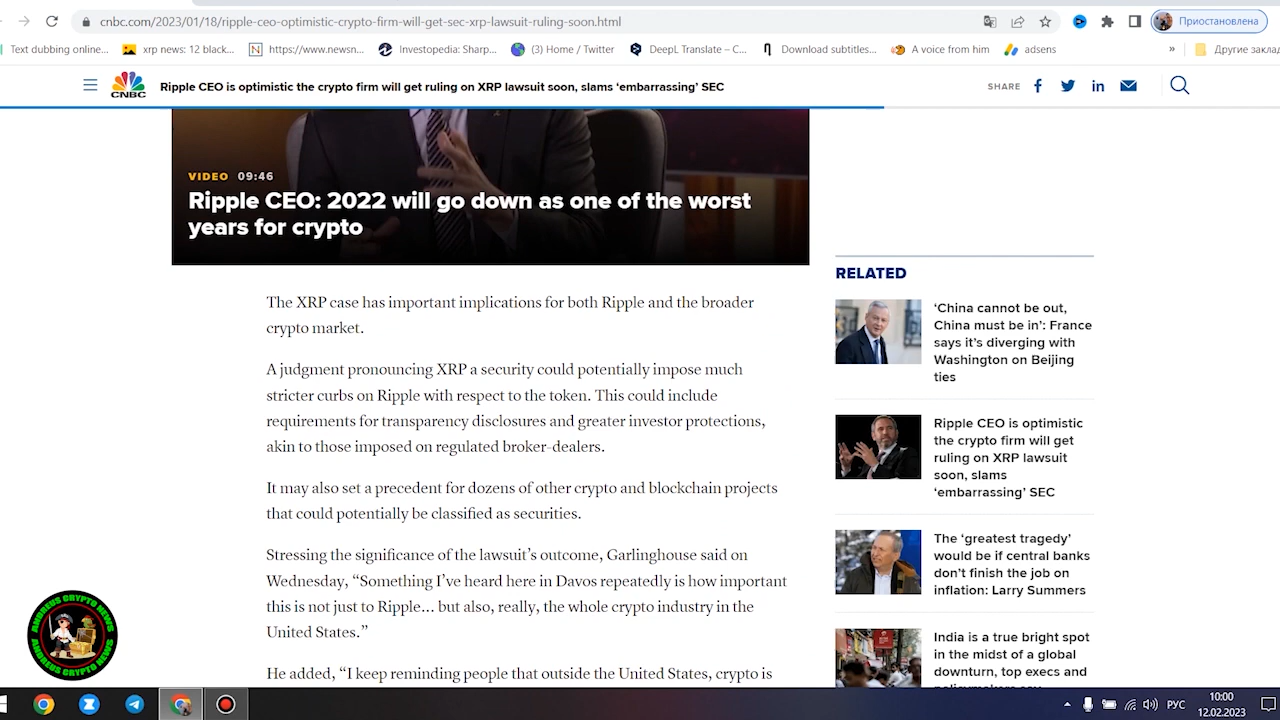 cnbc.com/2023/01/18/ripple-ceo-optimistic-crypto-firm-will-get-sec-xrp-lawsuit-ruling-soon.html
Приостановлена
Text dubbing online...
xrp news: 12 black...
https://www.newsn...
Investopedia: Sharp...
(3) Home / Twitter
DeepL Translate – C...
Download subtitles...
A voice from him
adsens
»
Другие закла
CNBC
Ripple CEO is optimistic the crypto firm will get ruling on XRP lawsuit soon, slams ‘embarrassing’ SEC
SHARE
VIDEO 09:46
Ripple CEO: 2022 will go down as one of the worst
years for crypto
The XRP case has important implications for both Ripple and the broader
crypto market.
A judgment pronouncing XRP a security could potentially impose much
stricter curbs on Ripple with respect to the token. This could include
requirements for transparency disclosures and greater investor protections,
akin to those imposed on regulated broker-dealers.
It may also set a precedent for dozens of other crypto and blockchain projects
that could potentially be classified as securities.
Stressing the significance of the lawsuit’s outcome, Garlinghouse said on
Wednesday, “Something I’ve heard here in Davos repeatedly is how important
this is not just to Ripple… but also, really, the whole crypto industry in the
United States.”
He added, “I keep reminding people that outside the United States, crypto is
RELATED
‘China cannot be out,
China must be in’: France
says it’s diverging with
Washington on Beijing
ties
Ripple CEO is optimistic
the crypto firm will get
ruling on XRP lawsuit
soon, slams
‘embarrassing’ SEC
The ‘greatest tragedy’
would be if central banks
don’t finish the job on
inflation: Larry Summers
India is a true bright spot
in the midst of a global
downturn, top execs and
ANDREUS CRYPTO NEWS
ANDREUS CRYPTO NEWS
РУС
10:00
12.02.2023